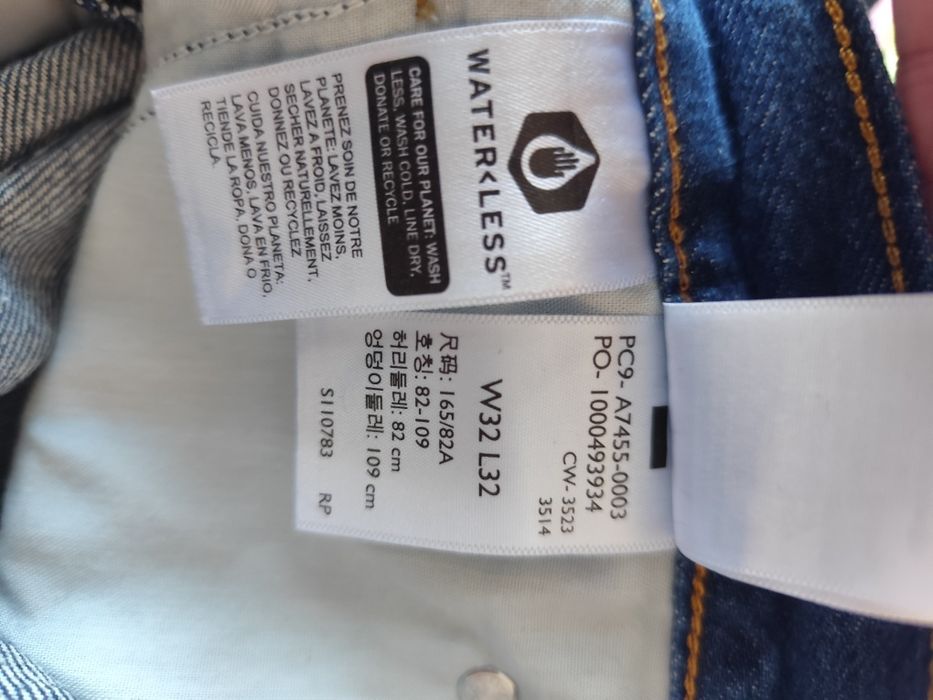 WATER<LESS™
CARE FOR OUR PLANET: WASH
LESS, WASH COLD, LINE DRY,
DONATE OR RECYCLE
PRENEZ SOIN DE NOTRE
PLANETE: LAVEZ MOINS,
LAVEZ A FROID, LAISSEZ
SECHER NATURELLEMENT,
DONNEZ OU RECYCLEZ
CUIDA NUESTRO PLANETA:
LAVA MENOS, LAVA EN FRIO,
TIENDE LA ROPA, DONA O
RECICLA
PC9- A7455-0003
PO- 1000493934
CW- 3523
3514
W32 L32
尺码: 165/82A
호칭: 82-109
허리둘레: 82 cm
엉덩이둘레: 109 cm
S110783 RP